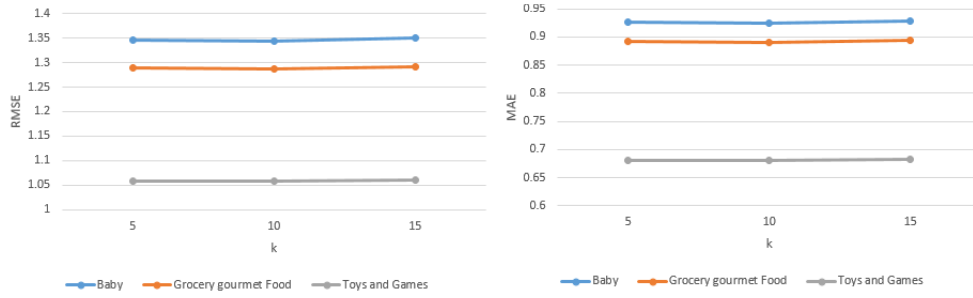 1.4
1.35
1.3
1.25
1.2
1.15
1.1
1.05
1
RMSE
5 10 15
k
Baby Grocery gourmet Food Toys and Games
0.95
0.9
0.85
0.8
0.75
0.7
0.65
0.6
MAE
5 10 15
k
Baby Grocery gourmet Food Toys and Games